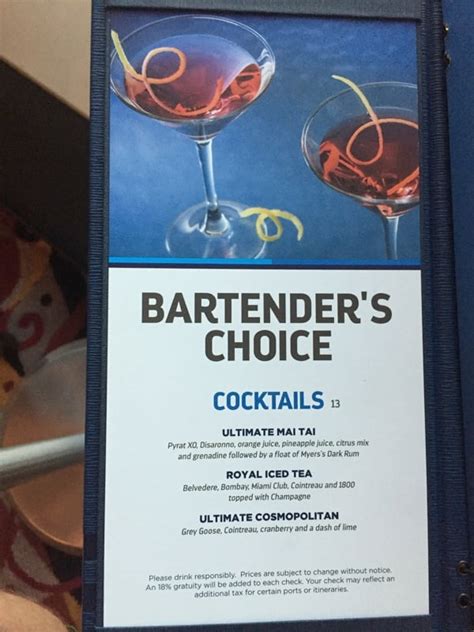 BARTENDER'S
CHOICE
COCKTAILS 13
ULTIMATE MAI TAI
Pyrat XO, Disaronno, orange juice, pineapple juice, citrus mix
and grenadine followed by a float of Myers's Dark Rum
ROYAL ICED TEA
Belvedere, Bombay, Miami Club, Cointreau and 1800
topped with Champagne
ULTIMATE COSMOPOLITAN
Grey Goose, Cointreau, cranberry and a dash of lime
Please drink responsibly. Prices are subject to change without notice.
An 18% gratuity will be added to each check. Your check may reflect an
additional tax for certain ports or itineraries.